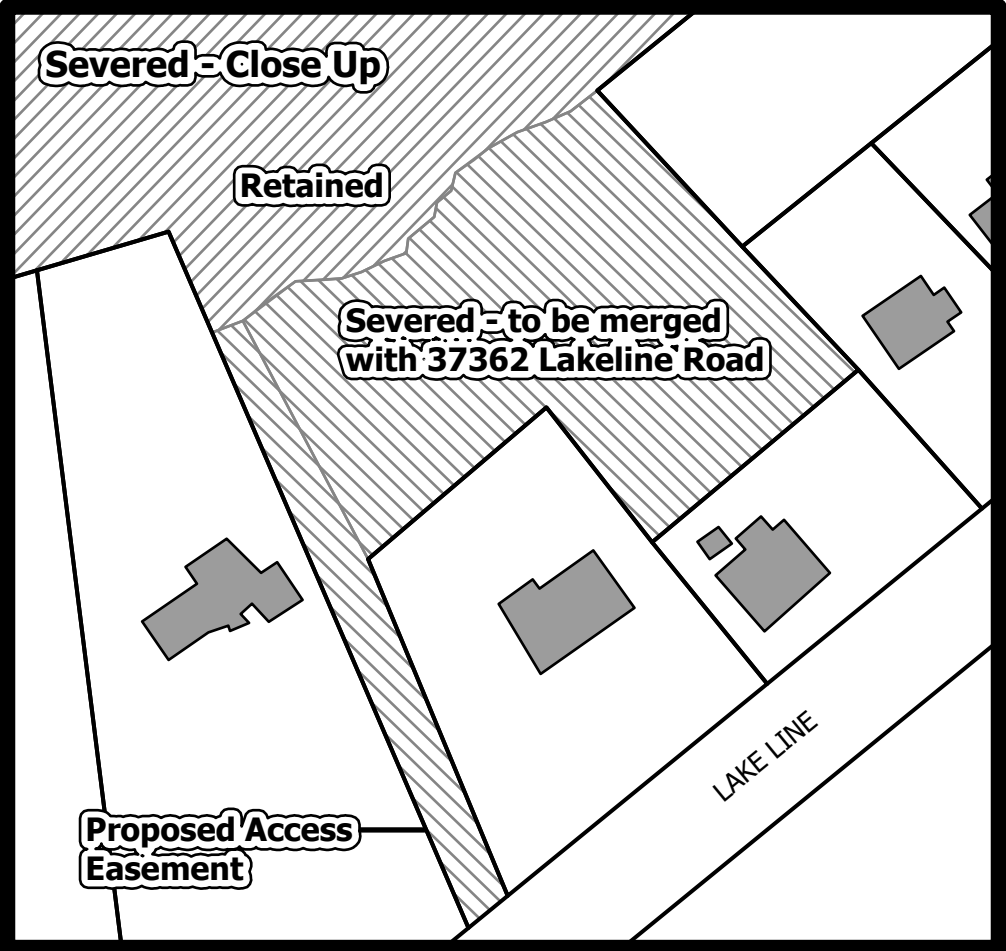 Severed - Close Up
Retained
Severed - to be merged
with 37362 Lakeline Road
LAKE LINE
Proposed Access
Easement